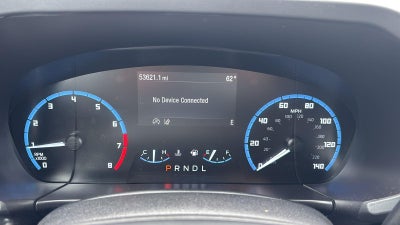 53621.1 mi 62°
No Device Connected
E
0 1 2 3 4 5 6 7 8
RPM
x1000
C H E F
P R N D L
MPH
0 20 40 60 80 100 120 140